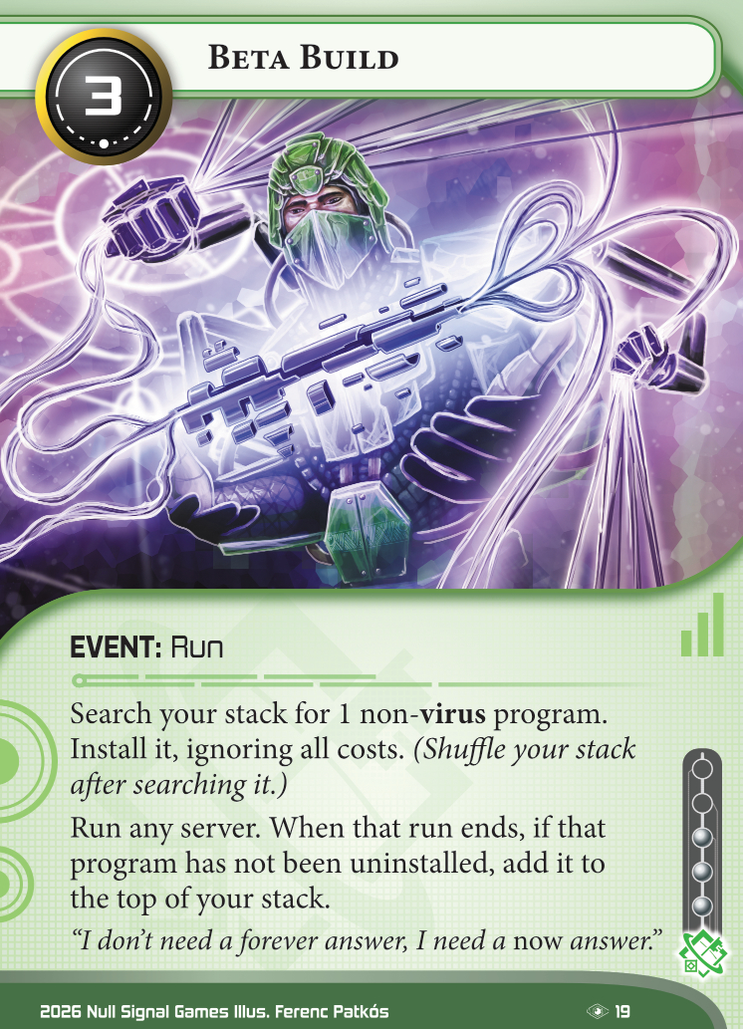 3
Beta Build
EVENT: Run
Search your stack for 1 non-virus program.
Install it, ignoring all costs. (Shuffle your stack
after searching it.)
Run any server. When that run ends, if that
program has not been uninstalled, add it to
the top of your stack.
“I don’t need a forever answer, I need a now answer.”
2026 Null Signal Games Illus. Ferenc Patkós
19